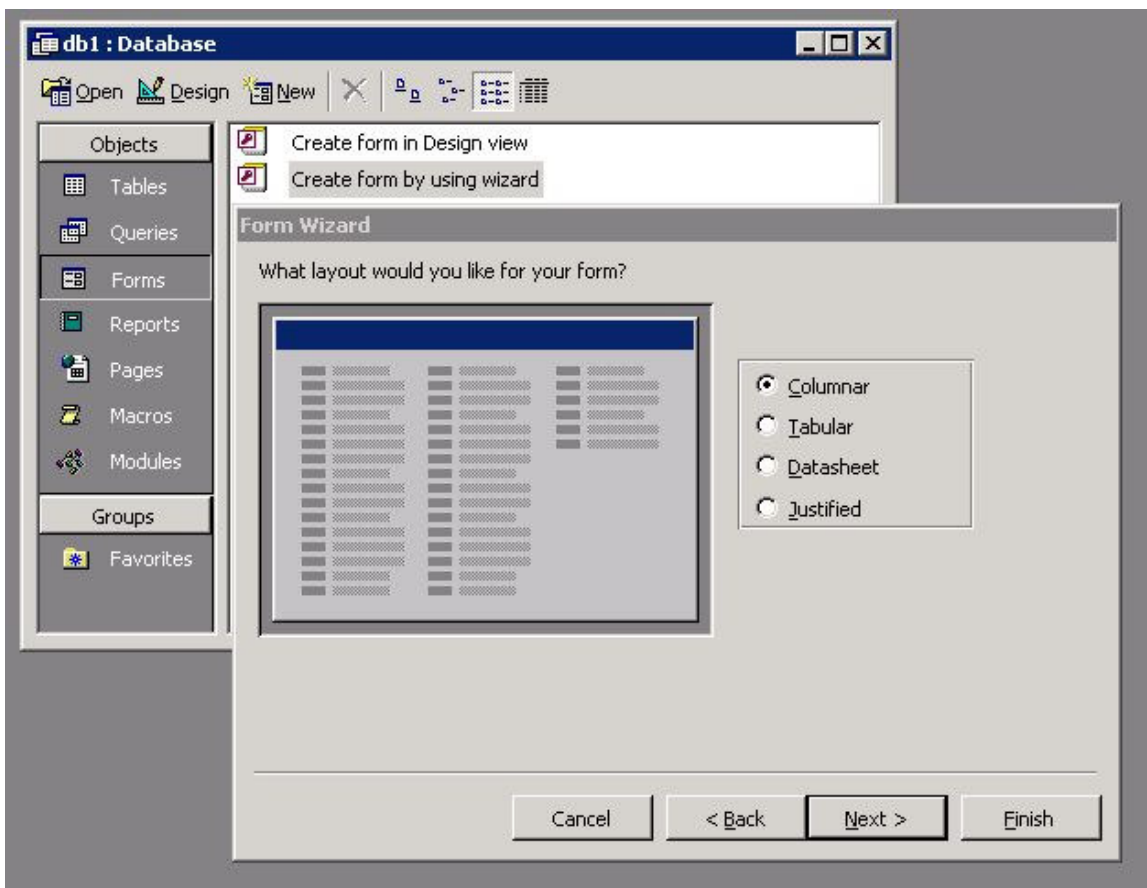 db1 : Database
Open Design New
Objects
Tables
Queries
Forms
Reports
Pages
Macros
Modules
Groups
Favorites
Create form in Design view
Create form by using wizard
Form Wizard
What layout would you like for your form?
Columnar
Tabular
Datasheet
Justified
Cancel < Back Next > Finish